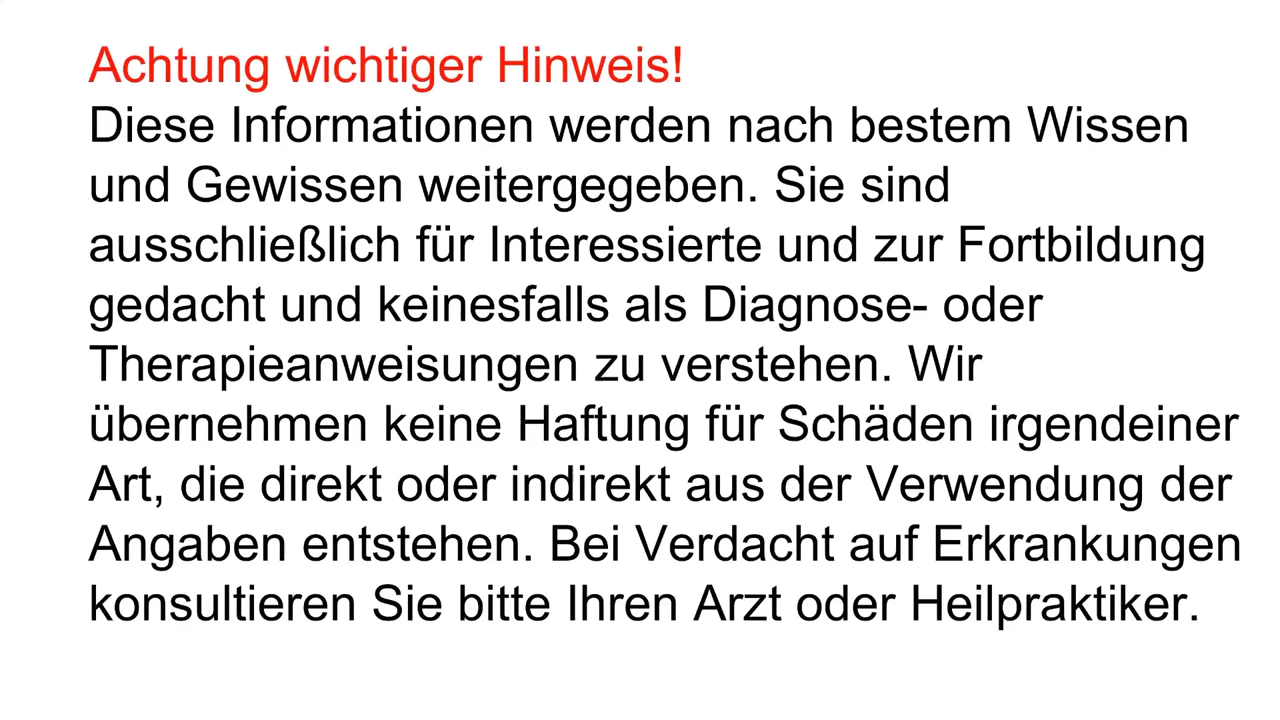 Achtung wichtiger Hinweis!
Diese Informationen werden nach bestem Wissen
und Gewissen weitergegeben. Sie sind
ausschließlich für Interessierte und zur Fortbildung
gedacht und keinesfalls als Diagnose- oder
Therapieanweisungen zu verstehen. Wir
übernehmen keine Haftung für Schäden irgendeiner
Art, die direkt oder indirekt aus der Verwendung der
Angaben entstehen. Bei Verdacht auf Erkrankungen
konsultieren Sie bitte Ihren Arzt oder Heilpraktiker.